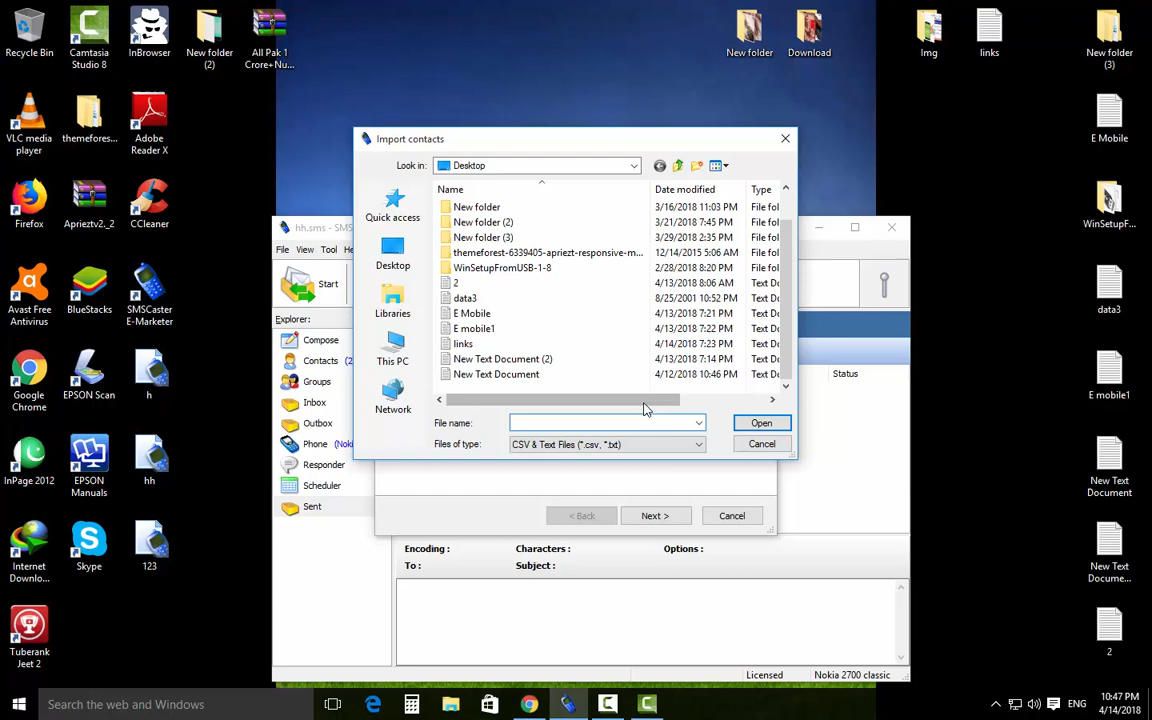 Recycle Bin
Camtasia
Studio 8
InBrowser
New folder
(2)
All Pak 1
Crore+Nu...
New folder
Download
Img
links
New folder
(3)
VLC media
player
themefores...
Adobe
Reader X
E Mobile
Firefox
Aprieztv2._2
CCleaner
WinSetupF...
Avast Free
Antivirus
BlueStacks
SMSCaster
E-Marketer
data3
Google
Chrome
EPSON Scan
h
E mobile1
InPage 2012
EPSON
Manuals
hh
New Text
Document
Internet
Downlo...
Skype
123
New Text
Docume...
Tuberank
Jeet 2
2
Import contacts
Look in:
Desktop
Name
Date modified
Type
New folder
3/16/2018 11:03 PM
File fol
New folder (2)
3/21/2018 7:45 PM
File fol
New folder (3)
3/29/2018 2:35 PM
File fol
themeforest-6339405-apriezt-responsive-m...
12/14/2015 5:06 AM
File fol
WinSetupFromUSB-1-8
2/28/2018 8:20 PM
File fol
2
4/13/2018 8:06 AM
Text Do
data3
8/25/2001 10:52 PM
Text Do
E Mobile
4/13/2018 7:21 PM
Text Do
E mobile1
4/13/2018 7:22 PM
Text Do
links
4/14/2018 7:23 PM
Text Do
New Text Document (2)
4/13/2018 7:14 PM
Text Do
New Text Document
4/12/2018 10:46 PM
Text Do
Quick access
Desktop
Libraries
This PC
Network
File name:
Open
Files of type:
CSV & Text Files (*.csv, *.txt)
Cancel
hh.sms - SMS
File View Tool He
Start
Explorer:
Compose
Contacts (2
Groups
Inbox
Outbox
Phone (No
Responder
Scheduler
Sent
Status
< Back
Next >
Cancel
Encoding :
Characters :
Options :
To :
Subject :
Licensed
Nokia 2700 classic
Search the web and Windows
ENG
10:47 PM
4/14/2018